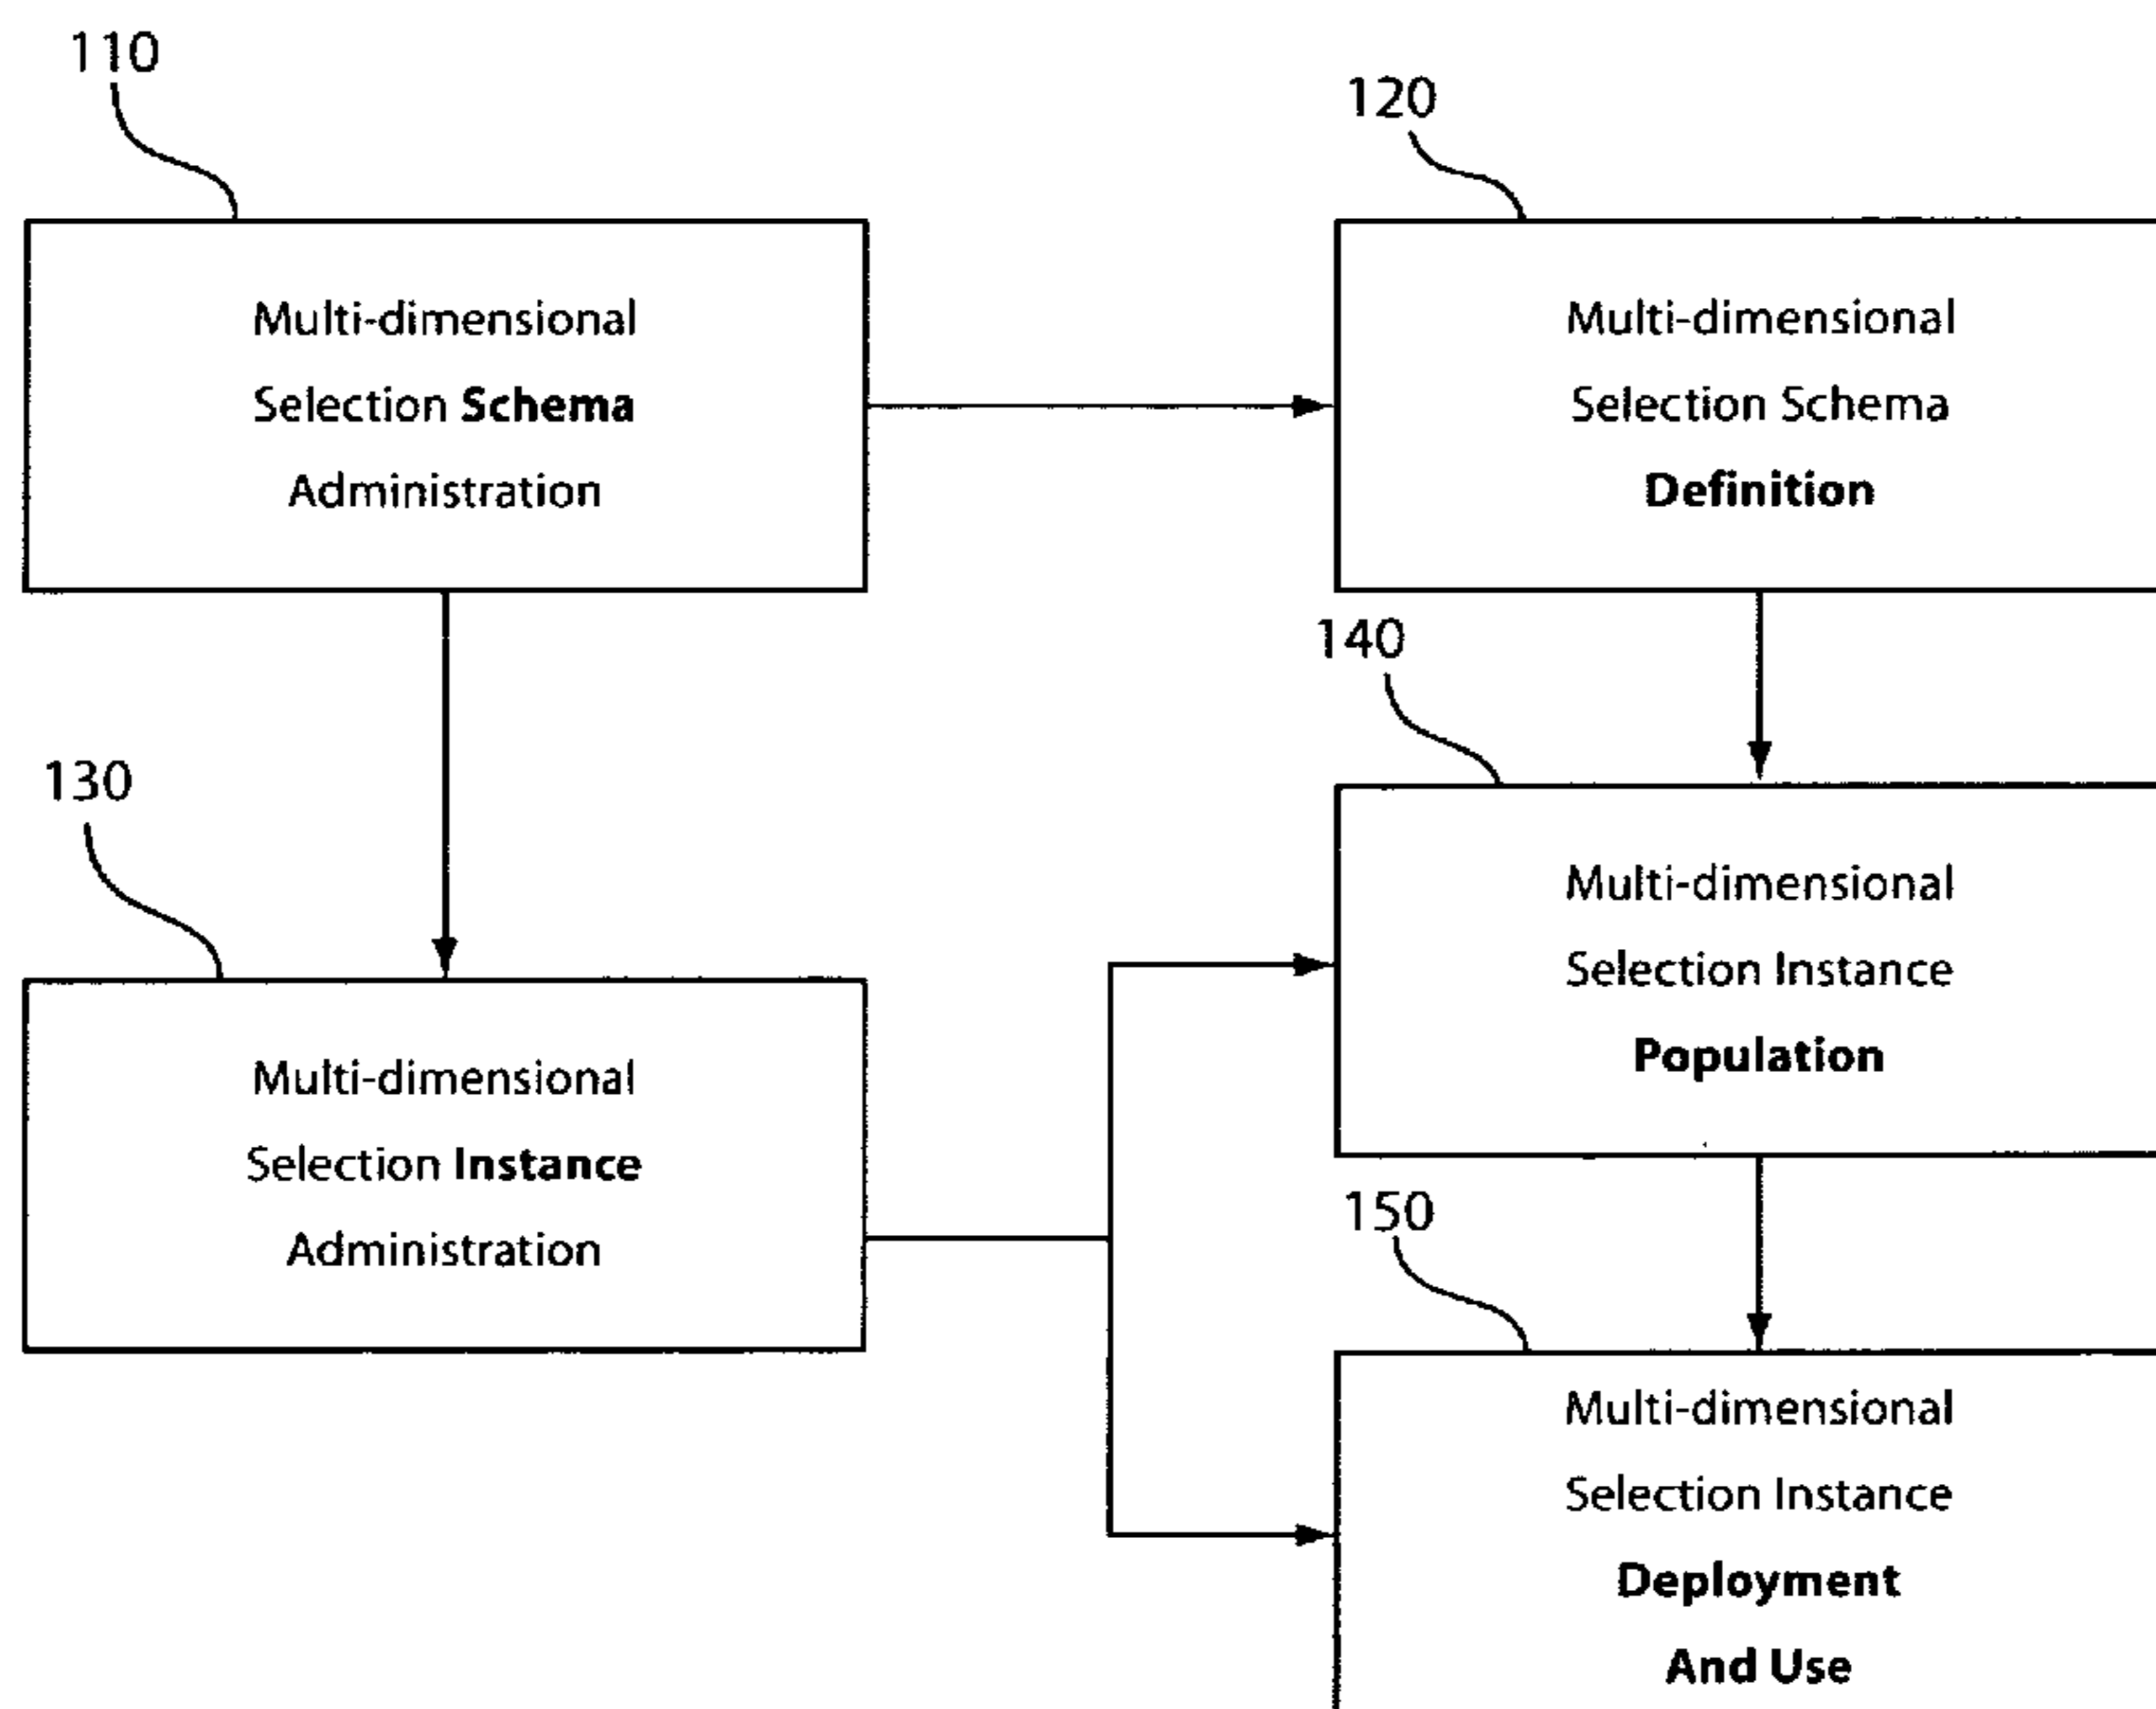 110
120
Multi-dimensional
Selection Schema
Administration
Multi-dimensional
Selection Schema
Definition
130
140
Multi-dimensional
Selection Instance
Administration
Multi-dimensional
Selection Instance
Population
150
Multi-dimensional
Selection Instance
Deployment
And Use